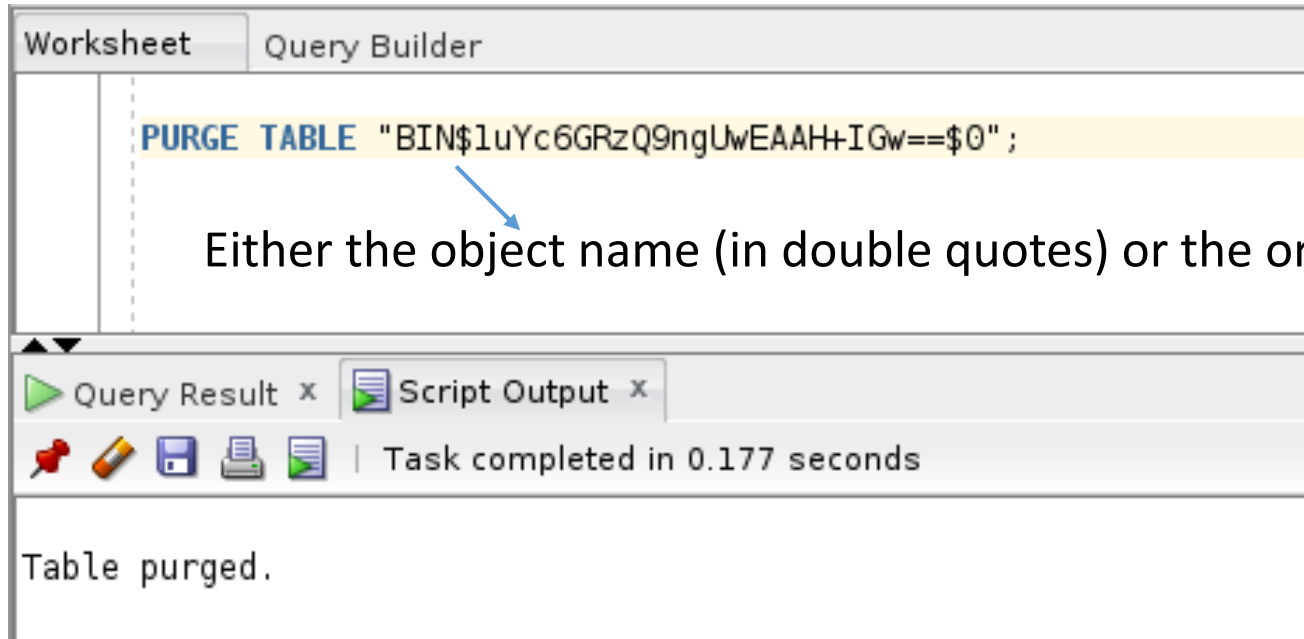 Worksheet Query Builder
PURGE TABLE "BIN$luYc6GRzQ9ngUwEAAH+IGw==$0";
Either the object name (in double quotes) or the
Query Result x Script Output x
Task completed in 0.177 seconds
Table purged.